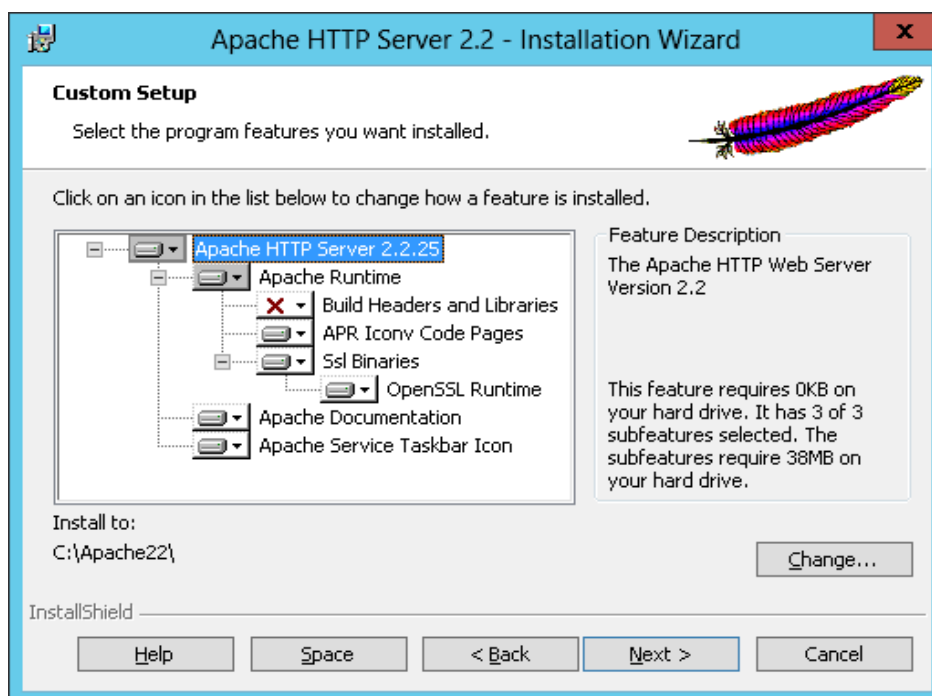 Apache HTTP Server 2.2 - Installation Wizard
x
Custom Setup
Select the program features you want installed.
Click on an icon in the list below to change how a feature is installed.
Apache HTTP Server 2.2.25
Apache Runtime
Build Headers and Libraries
APR Iconv Code Pages
Ssl Binaries
OpenSSL Runtime
Apache Documentation
Apache Service Taskbar Icon
Feature Description
The Apache HTTP Web Server
Version 2.2
This feature requires 0KB on
your hard drive. It has 3 of 3
subfeatures selected. The
subfeatures require 38MB on
your hard drive.
Install to:
C:\Apache22\
Change...
InstallShield
Help
Space
< Back
Next >
Cancel